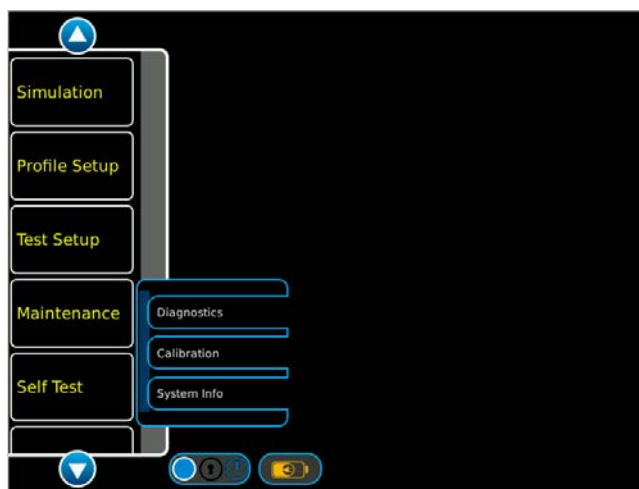 Simulation
Profile Setup
Test Setup
Maintenance
Diagnostics
Calibration
System Info
Self Test